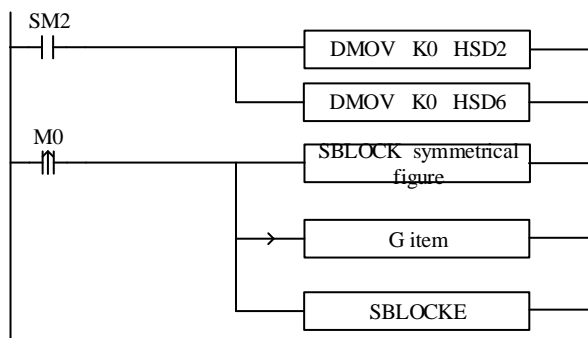 SM2
DMOV K0 HSD2
DMOV K0 HSD6
M0
SBLOCK symmetrical
figure
G item
SBLOCKE